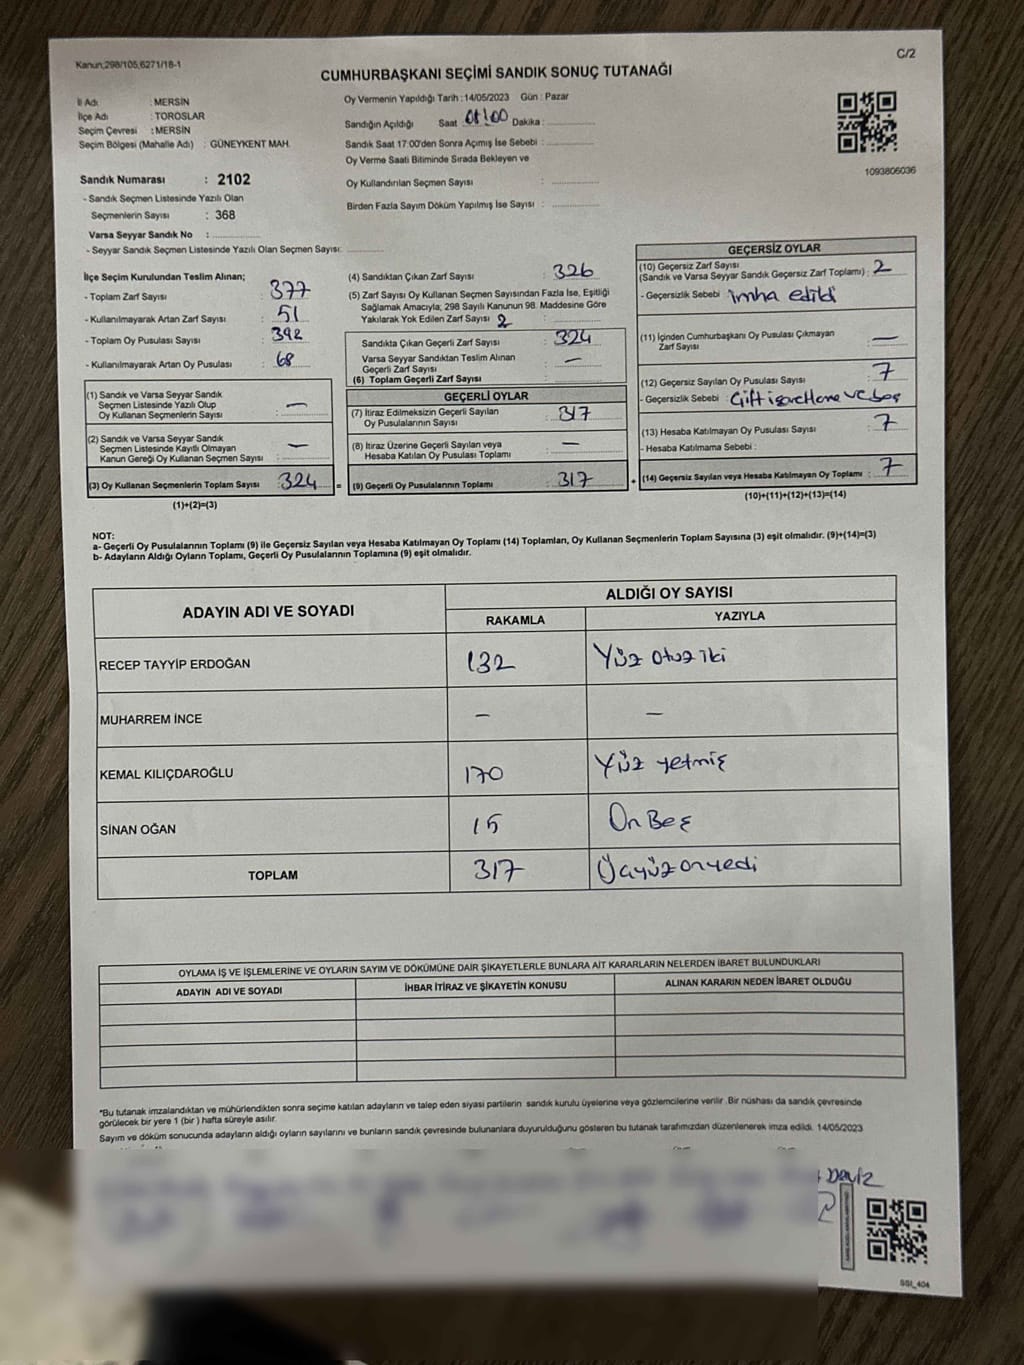 Kanun;298/105,6271/18-1
C/2
CUMHURBAŞKANI SEÇİMİ SANDIK SONUÇ TUTANAĞI
İl Adı : MERSİN
İlçe Adı : TOROSLAR
Seçim Çevresi : MERSİN
Seçim Bölgesi (Mahalle Adı) : GÜNEYKENT MAH.
Oy Vermenin Yapıldığı Tarih : 14/05/2023 Gün : Pazar
Sandığın Açıldığı Saat 08:00 Dakika :
Sandık Saat 17:00'den Sonra Açımış İse Sebebi :
Oy Verme Saati Bitiminde Sırada Bekleyen ve
Oy Kullandırılan Seçmen Sayısı :
Birden Fazla Sayım Döküm Yapılmış İse Sayısı :
1093806036
Sandık Numarası : 2102
- Sandık Seçmen Listesinde Yazılı Olan
Seçmenlerin Sayısı : 368
Varsa Seyyar Sandık No :
- Seyyar Sandık Seçmen Listesinde Yazılı Olan Seçmen Sayısı:
İlçe Seçim Kurulundan Teslim Alınan;
- Toplam Zarf Sayısı : 377
- Kullanılmayarak Artan Zarf Sayısı : 51
- Toplam Oy Pusulası Sayısı : 392
- Kullanılmayarak Artan Oy Pusulası : 68
(1) Sandık ve Varsa Seyyar Sandık
Seçmen Listesinde Yazılı Olup
Oy Kullanan Seçmenlerin Sayısı : —
(2) Sandık ve Varsa Seyyar Sandık
Seçmen Listesinde Kayıtlı Olmayan
Kanun Gereği Oy Kullanan Seçmen Sayısı : —
(3) Oy Kullanan Seçmenlerin Toplam Sayısı : 324
(1)+(2)=(3)
(4) Sandıktan Çıkan Zarf Sayısı : 326
(5) Zarf Sayısı Oy Kullanan Seçmen Sayısından Fazla İse, Eşitliği
Sağlamak Amacıyla; 298 Sayılı Kanunun 98. Maddesine Göre
Yakılarak Yok Edilen Zarf Sayısı 2 :
Sandıkta Çıkan Geçerli Zarf Sayısı : 324
Varsa Seyyar Sandıktan Teslim Alınan
Geçerli Zarf Sayısı : —
(6) Toplam Geçerli Zarf Sayısı :
GEÇERLİ OYLAR
(7) İtiraz Edilmeksizin Geçerli Sayılan
Oy Pusulalarının Sayısı : 317
(8) İtiraz Üzerine Geçerli Sayılan veya
Hesaba Katılan Oy Pusulası Toplamı : —
= (9) Geçerli Oy Pusulalarının Toplamı : 317
GEÇERSİZ OYLAR
(10) Geçersiz Zarf Sayısı
(Sandık ve Varsa Seyyar Sandık Geçersiz Zarf Toplamı) : 2
- Geçersizlik Sebebi : imha edildi
(11) İçinden Cumhurbaşkanı Oy Pusulası Çıkmayan
Zarf Sayısı : —
(12) Geçersiz Sayılan Oy Pusulası Sayısı : 7
- Geçersizlik Sebebi : Çift işaretleme ve boş
(13) Hesaba Katılmayan Oy Pusulası Sayısı : 7
- Hesaba Katılmama Sebebi :
+ (14) Geçersiz Sayılan veya Hesaba Katılmayan Oy Toplamı : 7
(10)+(11)+(12)+(13)=(14)
NOT:
a- Geçerli Oy Pusulalarının Toplamı (9) ile Geçersiz Sayılan veya Hesaba Katılmayan Oy Toplamı (14) Toplamları, Oy Kullanan Seçmenlerin Toplam Sayısına (3) eşit olmalıdır. (9)+(14)=(3)
b- Adayların Aldığı Oyların Toplamı, Geçerli Oy Pusulalarının Toplamına (9) eşit olmalıdır.
ADAYIN ADI VE SOYADI
ALDIĞI OY SAYISI
RAKAMLA YAZIYLA
RECEP TAYYİP ERDOĞAN 132 Yüz otuz iki
MUHARREM İNCE — —
KEMAL KILIÇDAROĞLU 170 Yüz yetmiş
SİNAN OĞAN 15 On Beş
TOPLAM 317 Üçyüz onyedi
OYLAMA İŞ VE İŞLEMLERİNE VE OYLARIN SAYIM VE DÖKÜMÜNE DAİR ŞİKAYETLERLE BUNLARA AİT KARARLARIN NELERDEN İBARET BULUNDUKLARI
ADAYIN ADI VE SOYADI İHBAR İTİRAZ VE ŞİKAYETİN KONUSU ALINAN KARARIN NEDEN İBARET OLDUĞU
*Bu tutanak imzalandıktan ve mühürlendikten sonra seçime katılan adayların ve talep eden siyasi partilerin sandık kurulu üyelerine veya gözlemcilerine verilir .Bir nüshası da sandık çevresinde
görülecek bir yere 1 (bir ) hafta süreyle asılır.
Sayım ve döküm sonucunda adayların aldığı oyların sayılarını ve bunların sandık çevresinde bulunanlara duyurulduğunu gösteren bu tutanak tarafımızdan düzenlenerek imza edildi. 14/05/2023
Deniz
SSI_404